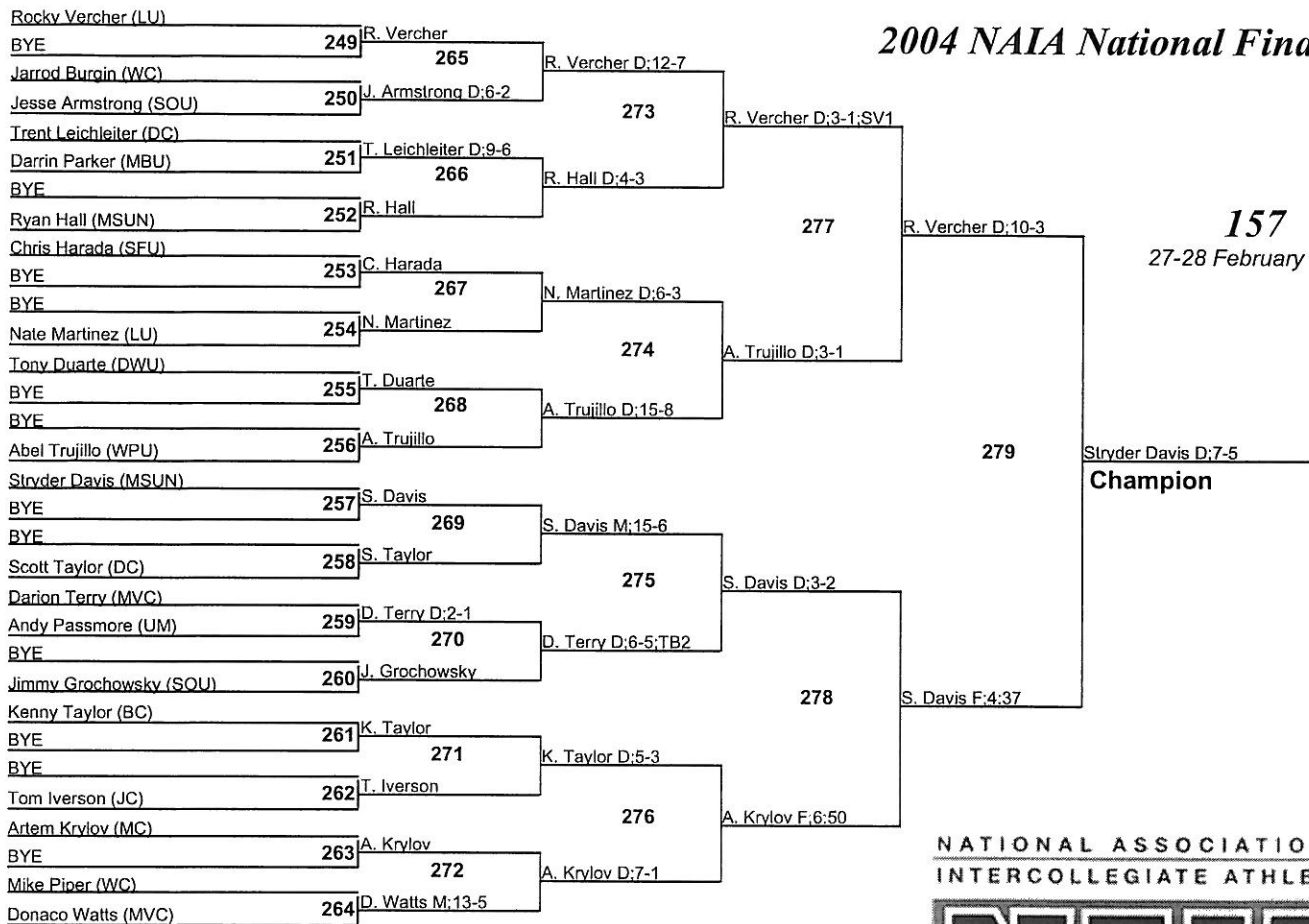 2004 NAIA National Fina
157
27-28 February
Rocky Vercher (LU)
BYE
249
R. Vercher
265
Jarrod Burgin (WC)
Jesse Armstrong (SOU)
250
J. Armstrong D;6-2
R. Vercher D;12-7
273
Trent Leichleiter (DC)
Darrin Parker (MBU)
251
T. Leichleiter D;9-6
266
BYE
Ryan Hall (MSUN)
252
R. Hall
R. Hall D;4-3
R. Vercher D;3-1;SV1
277
Chris Harada (SFU)
BYE
253
C. Harada
267
BYE
Nate Martinez (LU)
254
N. Martinez
N. Martinez D;6-3
274
Tony Duarte (DWU)
BYE
255
T. Duarte
268
BYE
Abel Trujillo (WPU)
256
A. Trujillo
A. Trujillo D;15-8
A. Trujillo D;3-1
R. Vercher D;10-3
279
Stryder Davis D;7-5
Champion
Stryder Davis (MSUN)
BYE
257
S. Davis
269
BYE
Scott Taylor (DC)
258
S. Taylor
S. Davis M;15-6
275
Darion Terry (MVC)
Andy Passmore (UM)
259
D. Terry D;2-1
270
BYE
Jimmy Grochowsky (SOU)
260
J. Grochowsky
D. Terry D;6-5;TB2
S. Davis D;3-2
278
S. Davis F;4:37
Kenny Taylor (BC)
BYE
261
K. Taylor
271
BYE
Tom Iverson (JC)
262
T. Iverson
K. Taylor D;5-3
276
Artem Krylov (MC)
BYE
263
A. Krylov
272
Mike Piper (WC)
Donaco Watts (MVC)
264
D. Watts M;13-5
A. Krylov D;7-1
A. Krylov F;6:50
NATIONAL ASSOCIATIO
INTERCOLLEGIATE ATHLE